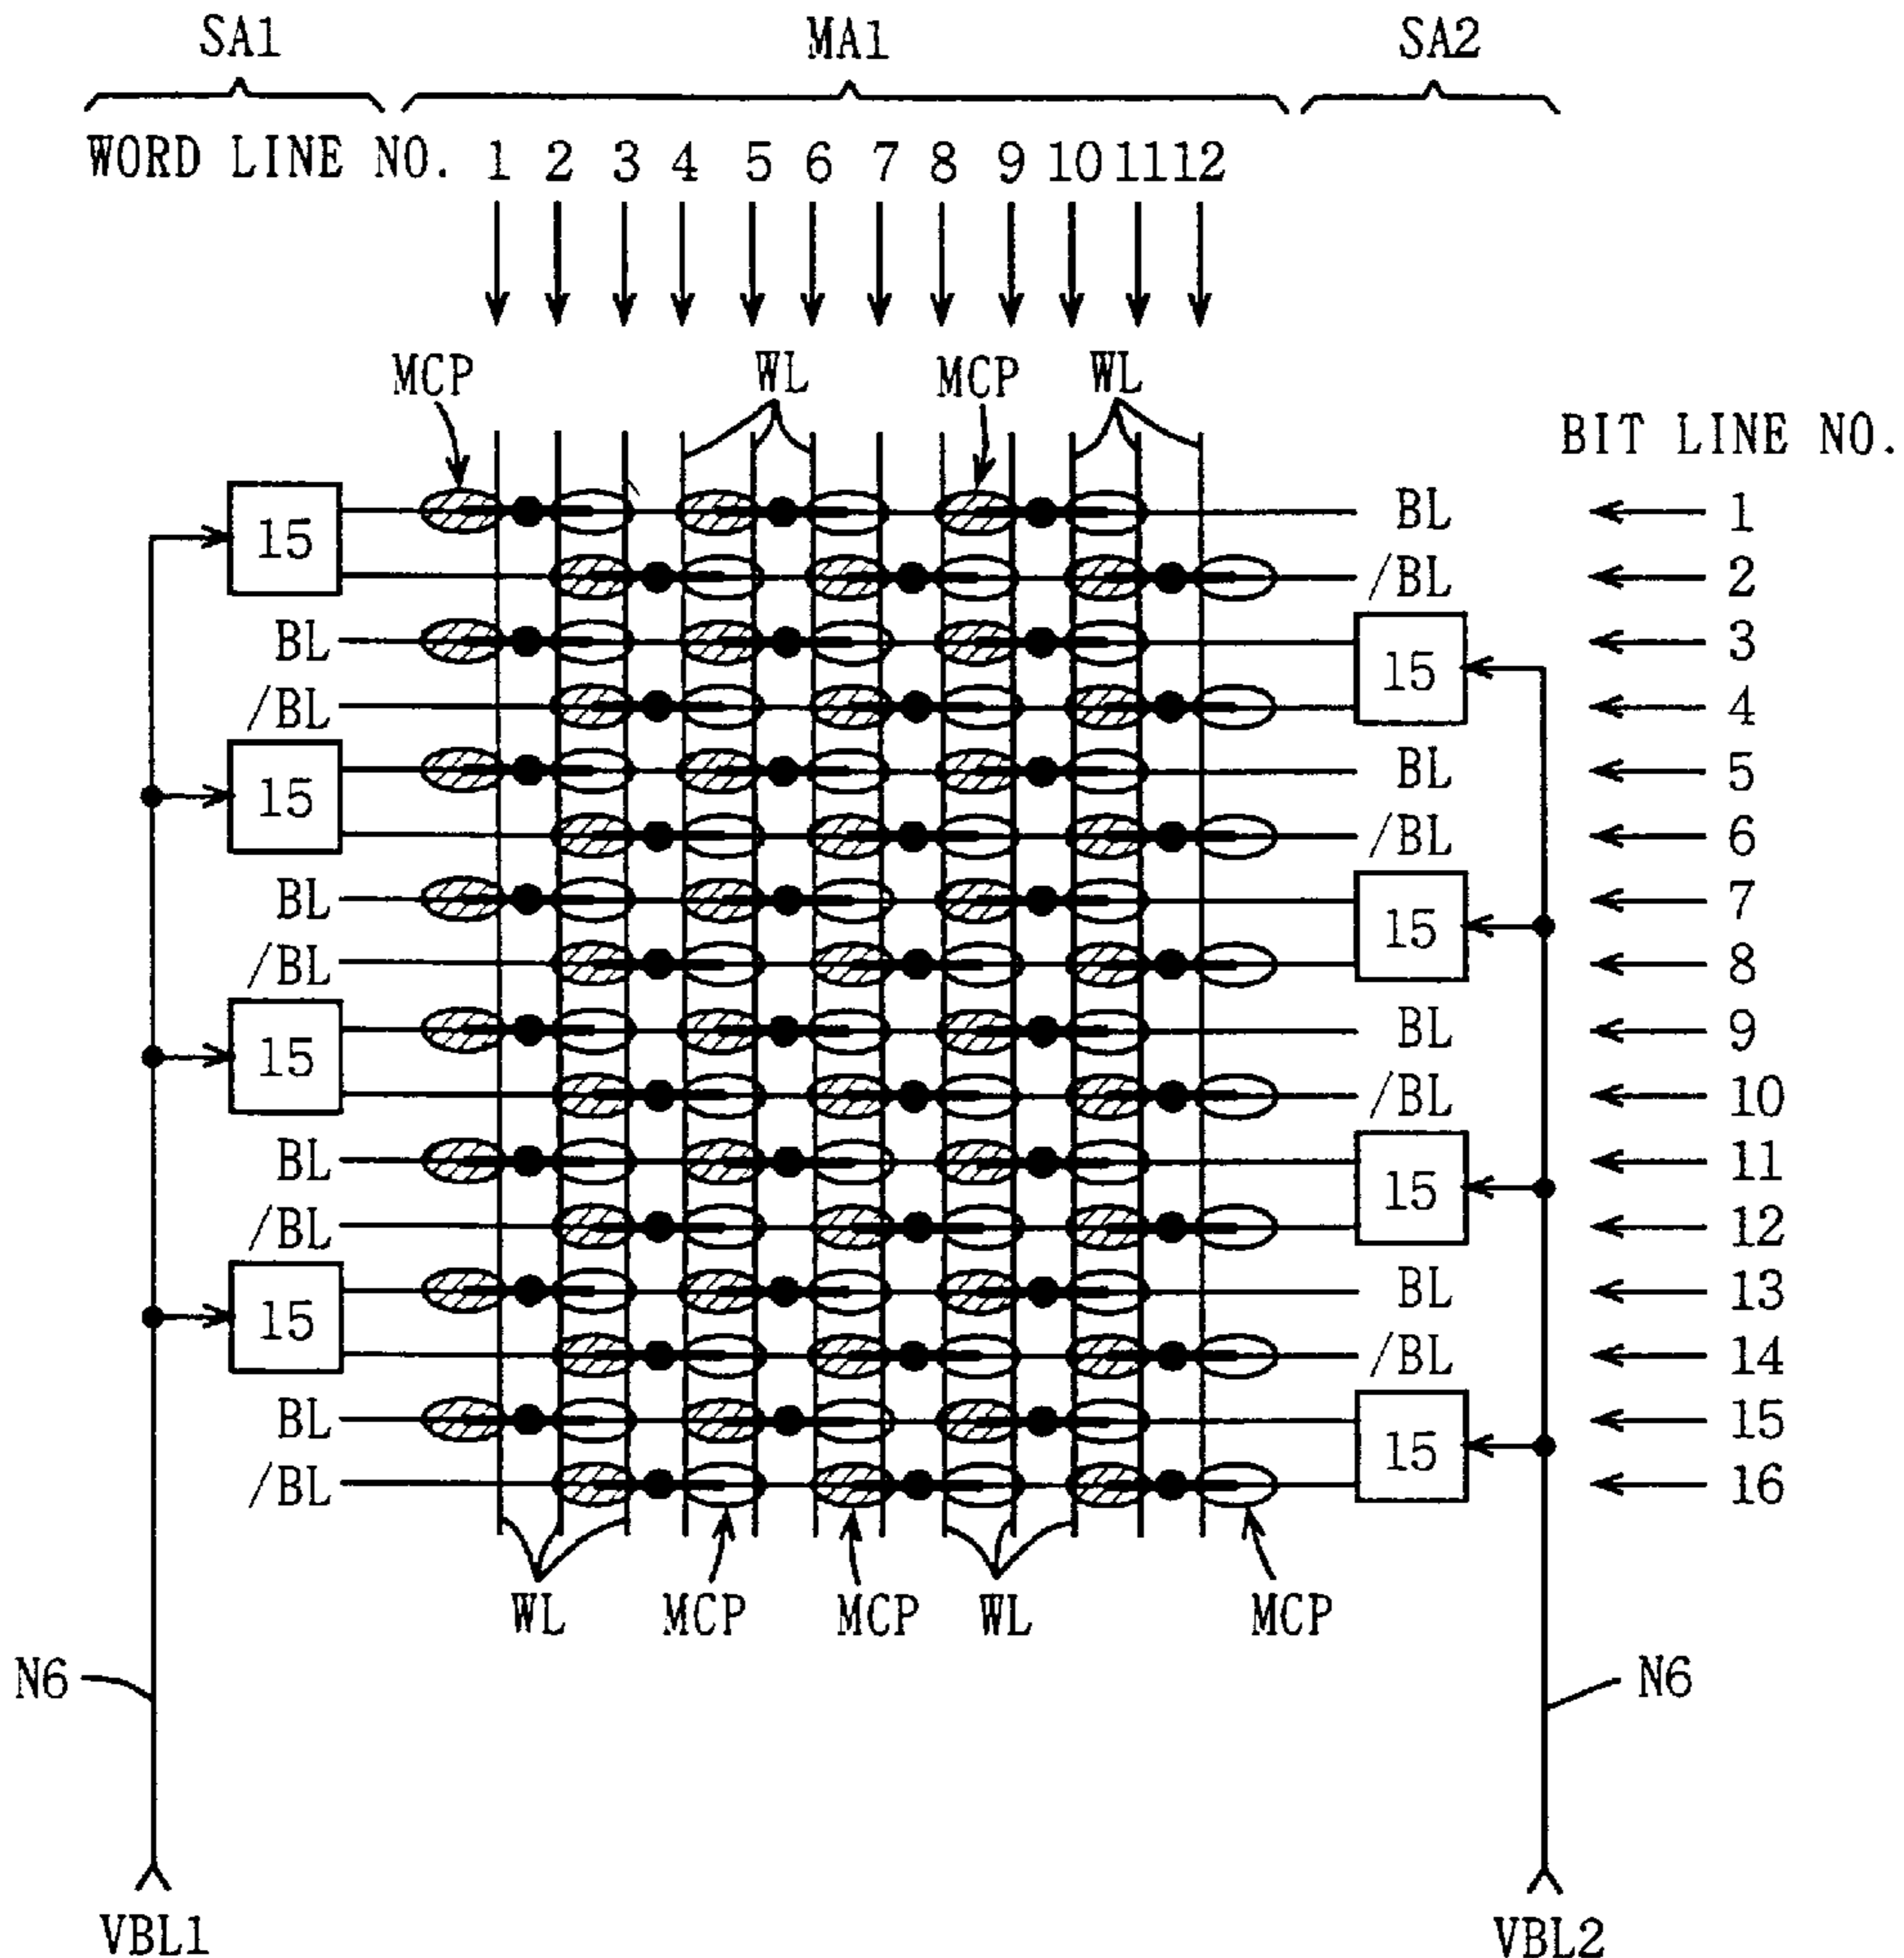 SA1 MA1 SA2
WORD LINE NO. 1 2 3 4 5 6 7 8 9 10 11 12
MCP WL MCP WL
BIT LINE NO.
15 BL 1
/BL 2
BL 15 3
/BL 4
15 BL 5
/BL 6
BL 15 7
/BL 8
15 BL 9
/BL 10
BL 15 11
/BL 12
15 BL 13
/BL 14
BL 15 15
/BL 16
WL MCP MCP WL MCP
N6 N6
VBL1 VBL2